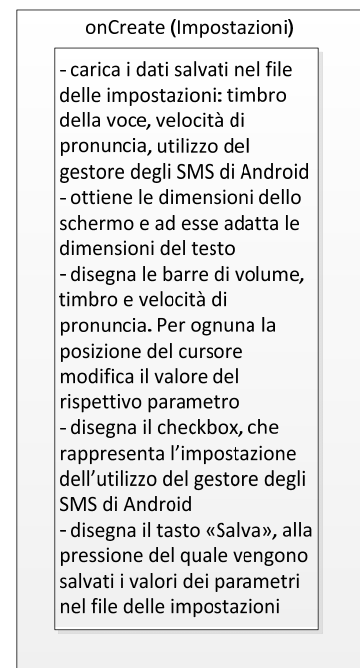 onCreate (Impostazioni)
- carica i dati salvati nel file
delle impostazioni: timbro
della voce, velocità di
pronuncia, utilizzo del
gestore degli SMS di Android
- ottiene le dimensioni dello
schermo e ad esse adatta le
dimensioni del testo
- disegna le barre di volume,
timbro e velocità di
pronuncia. Per ognuna la
posizione del cursore
modifica il valore del
rispettivo parametro
- disegna il checkbox, che
rappresenta l'impostazione
dell'utilizzo del gestore degli
SMS di Android
- disegna il tasto «Salva», alla
pressione del quale vengono
salvati i valori dei parametri
nel file delle impostazioni